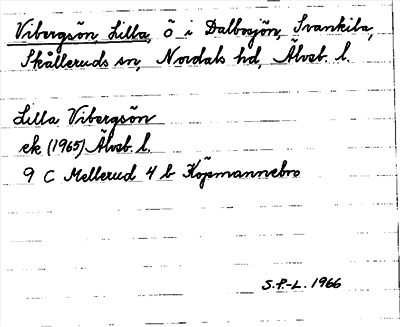 Vibergsön, Lilla, ö i Dalbosjön, Svankila,
Skålleruds sn, Nordals hd, Älvsb. l.
Lilla Vibergsön
ek (1965) Älvsb. l.
9 C Mellerud 4 b Köpmannebro
S.P.-L. 1966